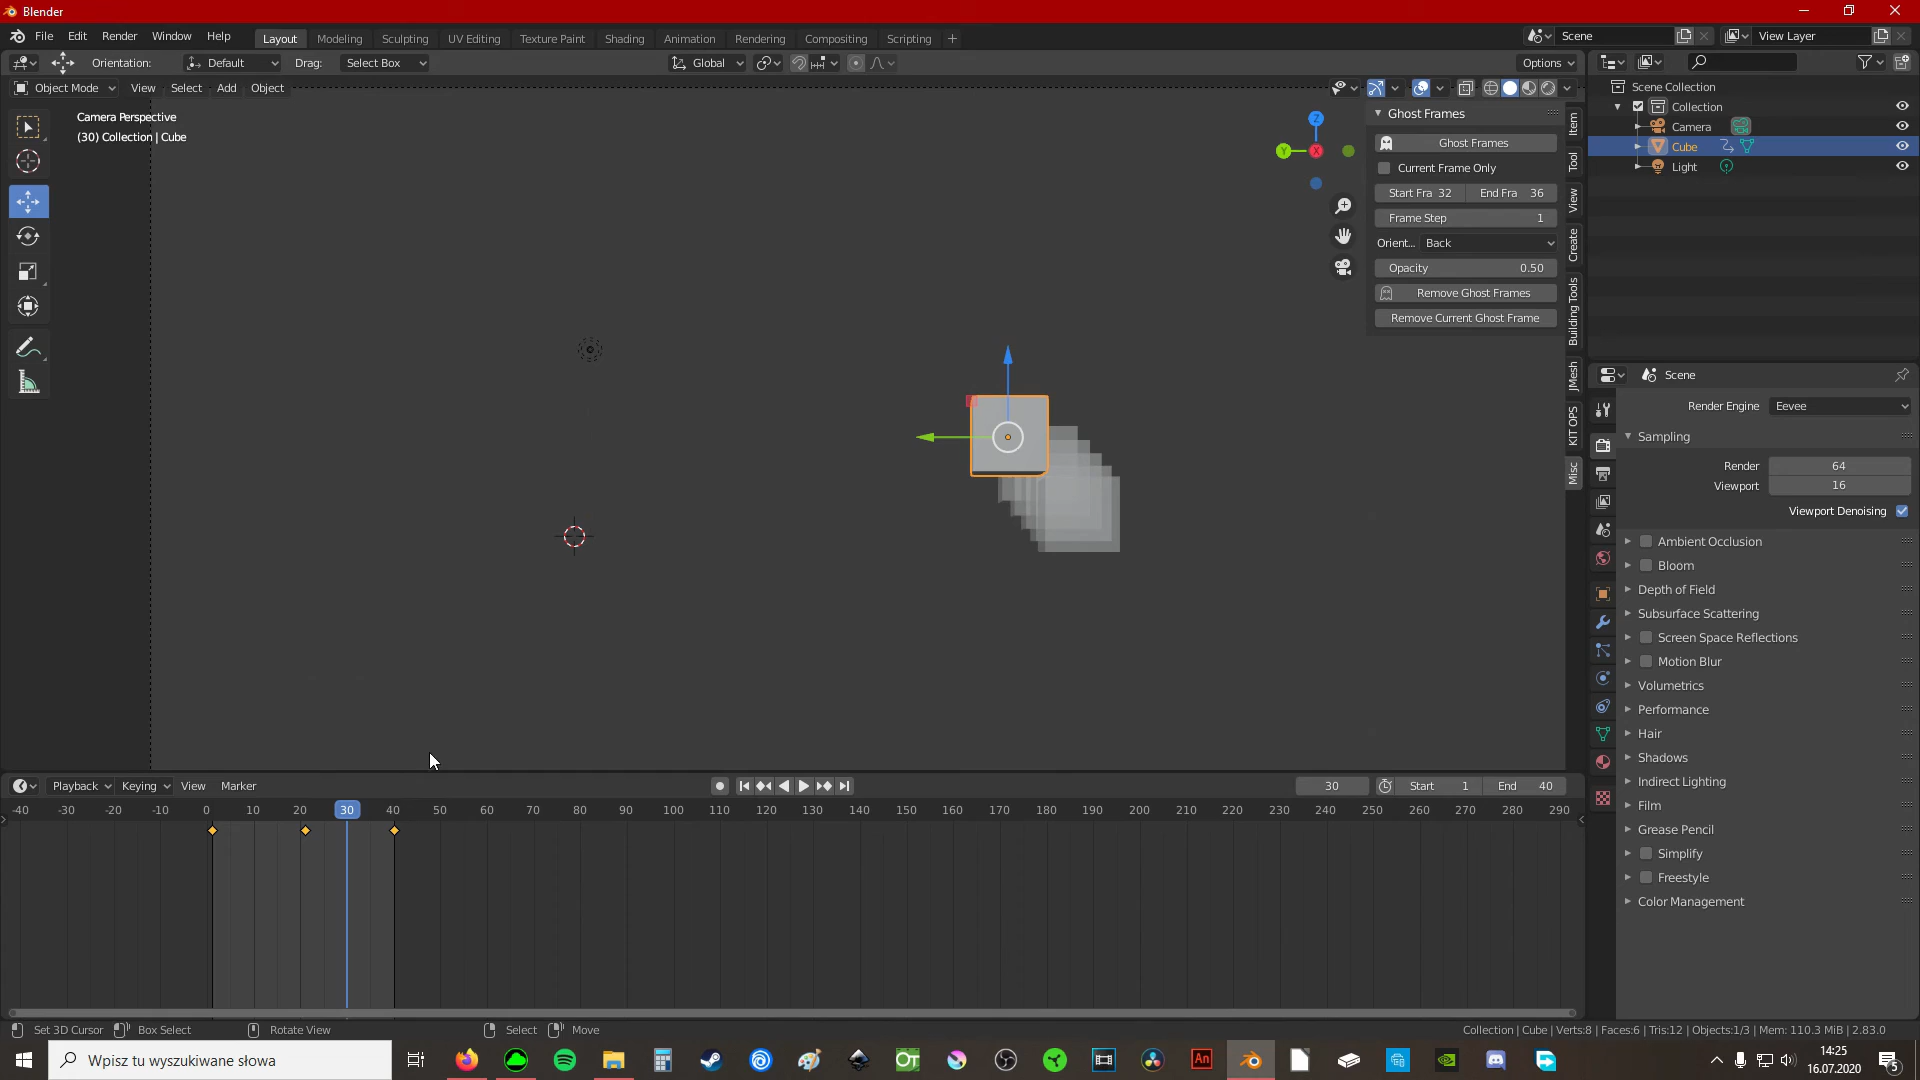 Blender
File Edit Render Window Help Layout Modeling Sculpting UV Editing Texture Paint Shading Animation Rendering Compositing Scripting +
Scene View Layer
Orientation: Default Drag: Select Box Global Options
Object Mode View Select Add Object
Camera Perspective
(30) Collection | Cube
Z
Y X
Ghost Frames
Ghost Frames
Current Frame Only
Start Fra 32 End Fra 36
Frame Step 1
Orient... Back
Opacity 0.50
Remove Ghost Frames
Remove Current Ghost Frame
Item
Tool
View
Create
Building Tools
JMesh
KIT OPS
Misc
Scene Collection
Collection
Camera
Cube
Light
Scene
Render Engine Eevee
Sampling
Render 64
Viewport 16
Viewport Denoising
Ambient Occlusion
Bloom
Depth of Field
Subsurface Scattering
Screen Space Reflections
Motion Blur
Volumetrics
Performance
Hair
Shadows
Indirect Lighting
Film
Grease Pencil
Simplify
Freestyle
Color Management
Playback Keying View Marker 30 Start 1 End 40
-40 -30 -20 -10 0 10 20 30 40 50 60 70 80 90 100 110 120 130 140 150 160 170 180 190 200 210 220 230 240 250 260 270 280 290
Set 3D Cursor Box Select Rotate View Select Move Collection | Cube | Verts:8 | Faces:6 | Tris:12 | Objects:1/3 | Mem: 110.3 MiB | 2.83.0
Wpisz tu wyszukiwane słowa
OT
An
14:25
16.07.2020
5